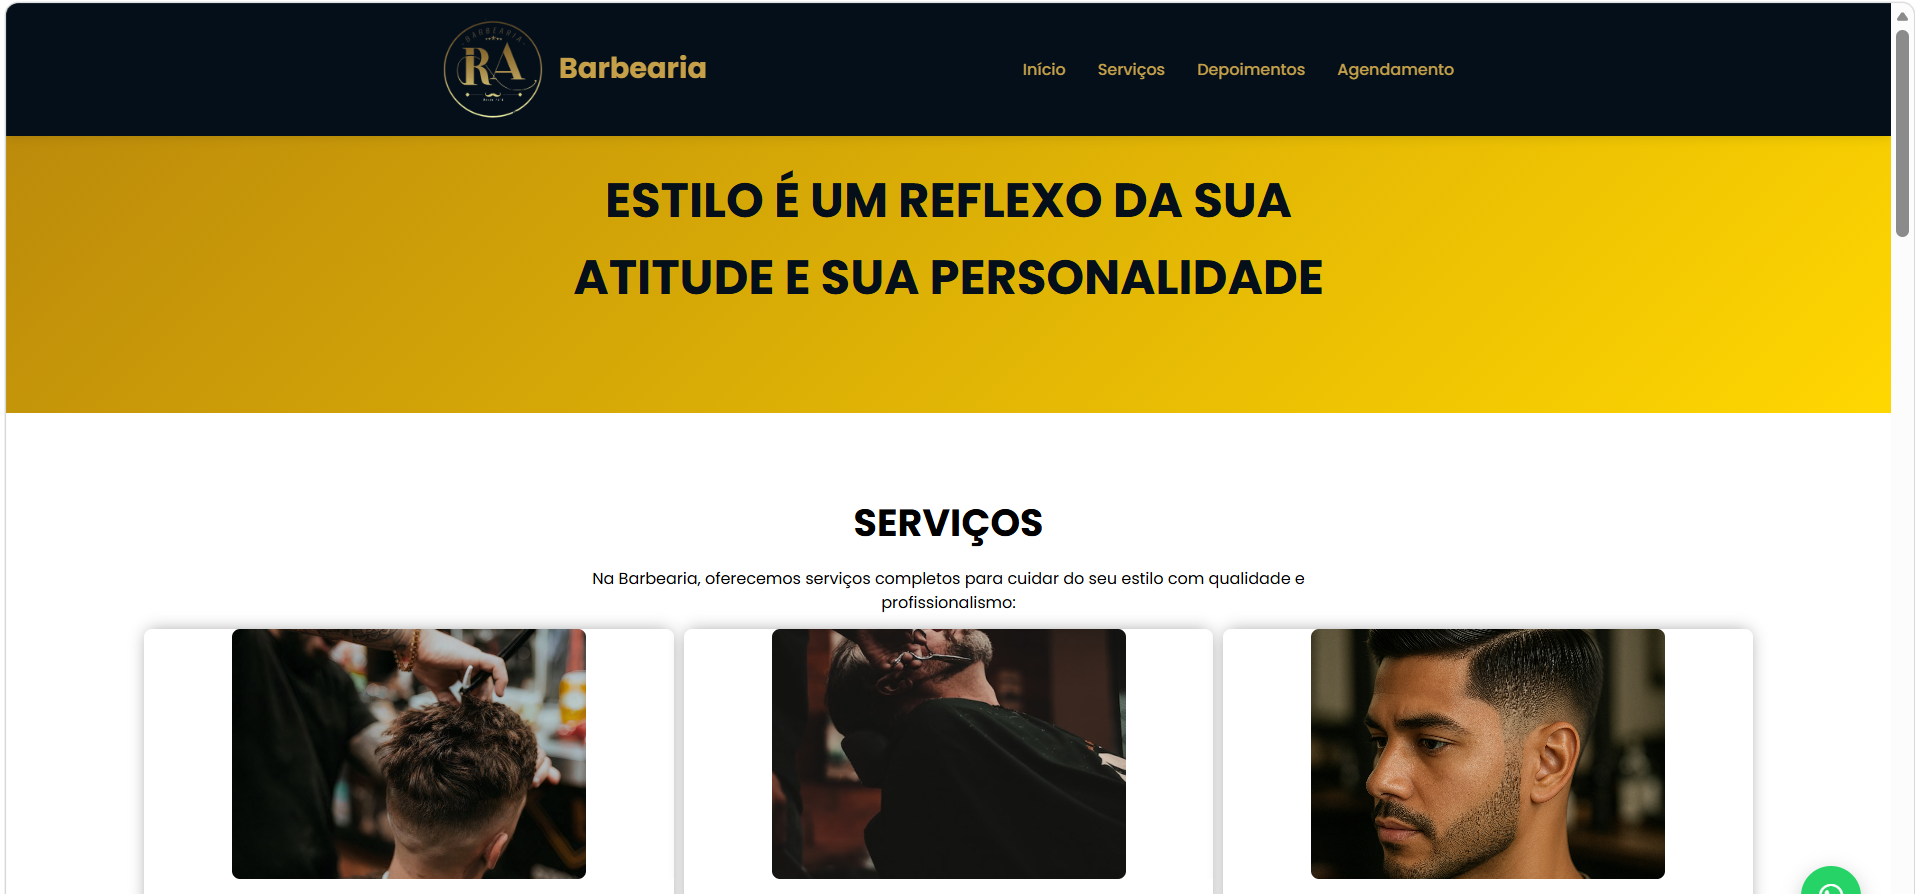 BARBEARIA
RA
Barbearia
Início
Serviços
Depoimentos
Agendamento
ESTILO É UM REFLEXO DA SUA
ATITUDE E SUA PERSONALIDADE
SERVIÇOS
Na Barbearia, oferecemos serviços completos para cuidar do seu estilo com qualidade e
profissionalismo: